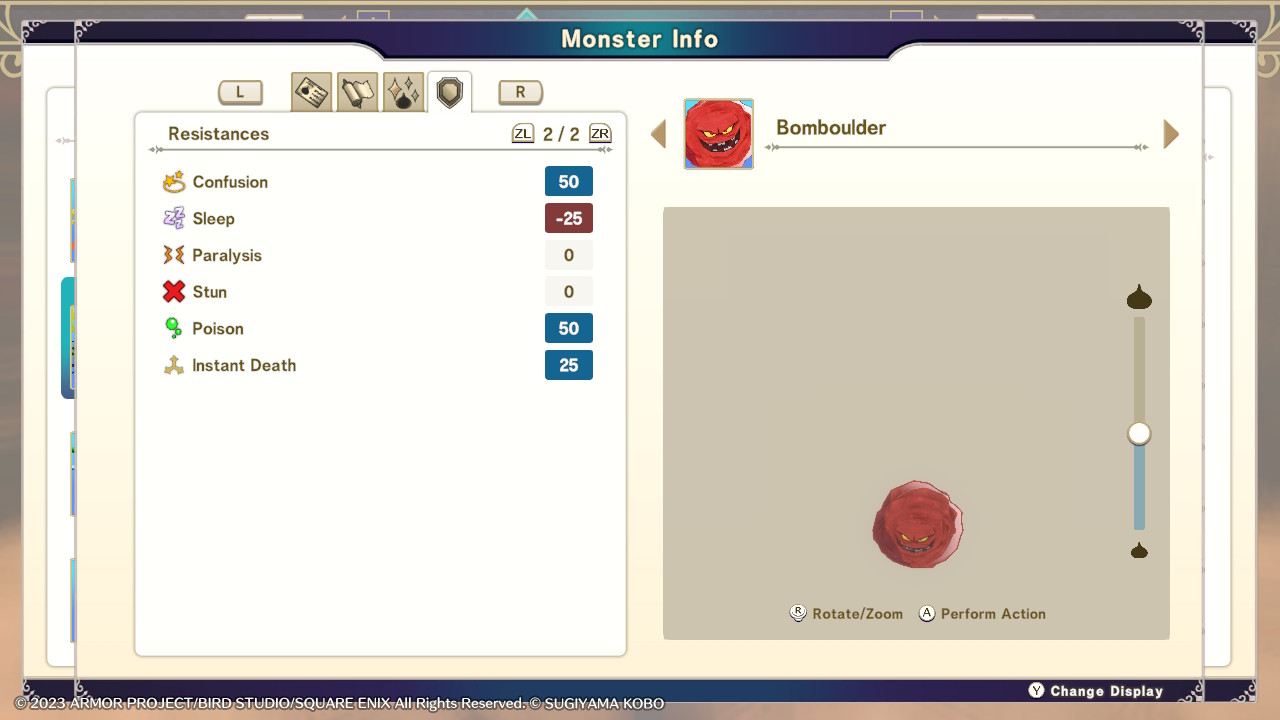 Monster Info
L
R
Resistances
ZL 2 / 2 ZR
Confusion 50
Sleep -25
Paralysis 0
Stun 0
Poison 50
Instant Death 25
Bomboulder
R Rotate/Zoom A Perform Action
Y Change Display
© 2023 ARMOR PROJECT/BIRD STUDIO/SQUARE ENIX All Rights Reserved. © SUGIYAMA KOBO